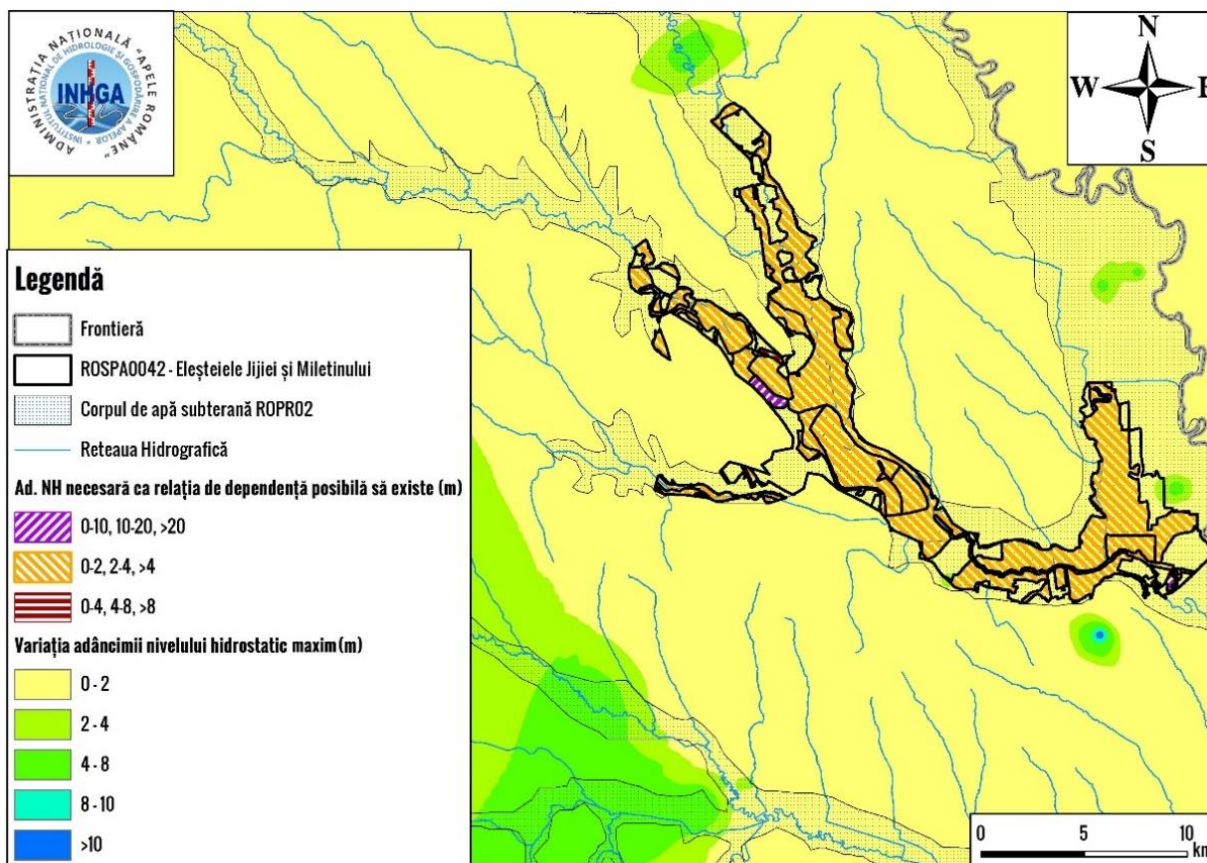 ADMINISTRAȚIA NAȚIONALĂ "APELE ROMÂNE"
INSTITUTUL NAȚIONAL DE HIDROLOGIE ȘI GOSPODĂRIRE A APELOR
INHGA
N
W E
S
Legendă
Frontieră
ROSPA0042 - Eleșteiele Jijiei și Miletinului
Corpul de apă subterană ROPR02
Reteaua Hidrografică
Ad. NH necesară ca relația de dependență posibilă să existe (m)
0-10, 10-20, >20
0-2, 2-4, >4
0-4, 4-8, >8
Variația adâncimii nivelului hidrostatic maxim (m)
0 - 2
2 - 4
4 - 8
8 - 10
>10
0 5 10
km